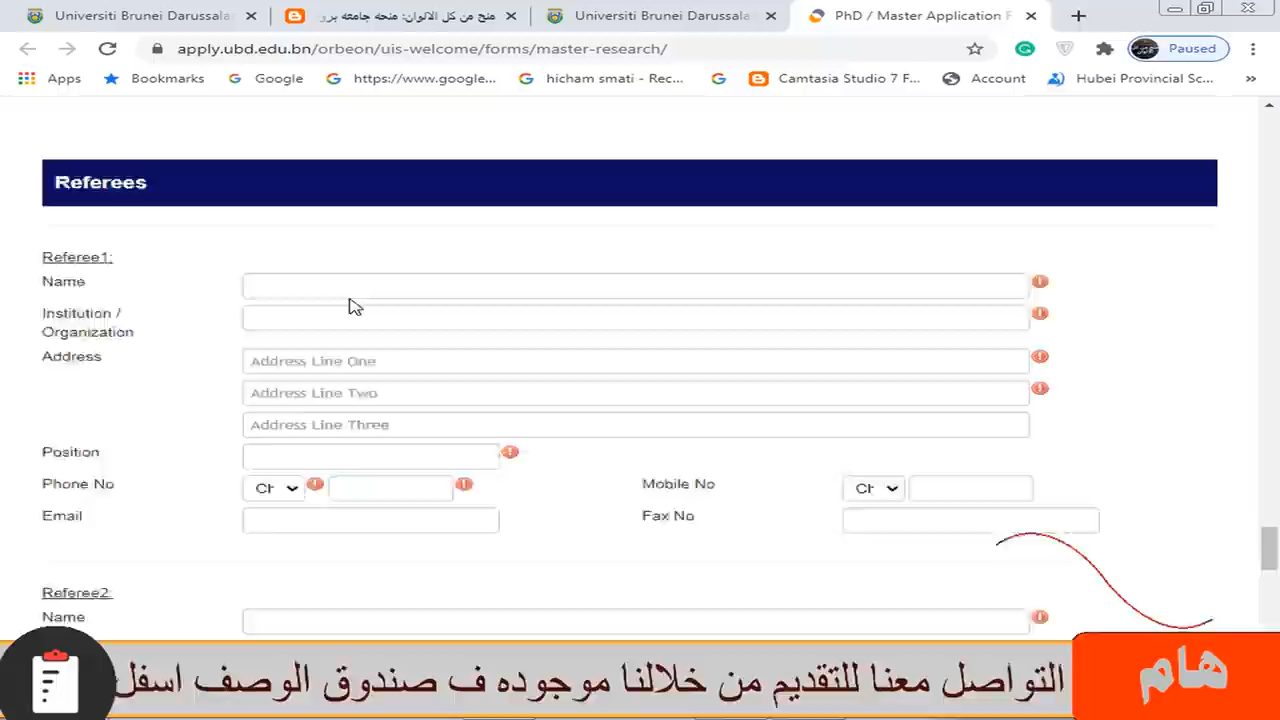 Universiti Brunei Darussala
منح من كل الالوان: منحه جامعه برو
Universiti Brunei Darussala
PhD / Master Application F
apply.ubd.edu.bn/orbeon/uis-welcome/forms/master-research/
Paused
Apps
Bookmarks
Google
https://www.google...
hicham smati - Rec...
Camtasia Studio 7 F...
Account
Hubei Provincial Sc...
»
Referees
Referee1:
Name
Institution /
Organization
Address
Address Line One
Address Line Two
Address Line Three
Position
Phone No
Ch
Mobile No
Ch
Email
Fax No
Referee2:
Name
هام
التواصل معنا للتقديم من خلالنا موجوده ف صندوق الوصف اسفل